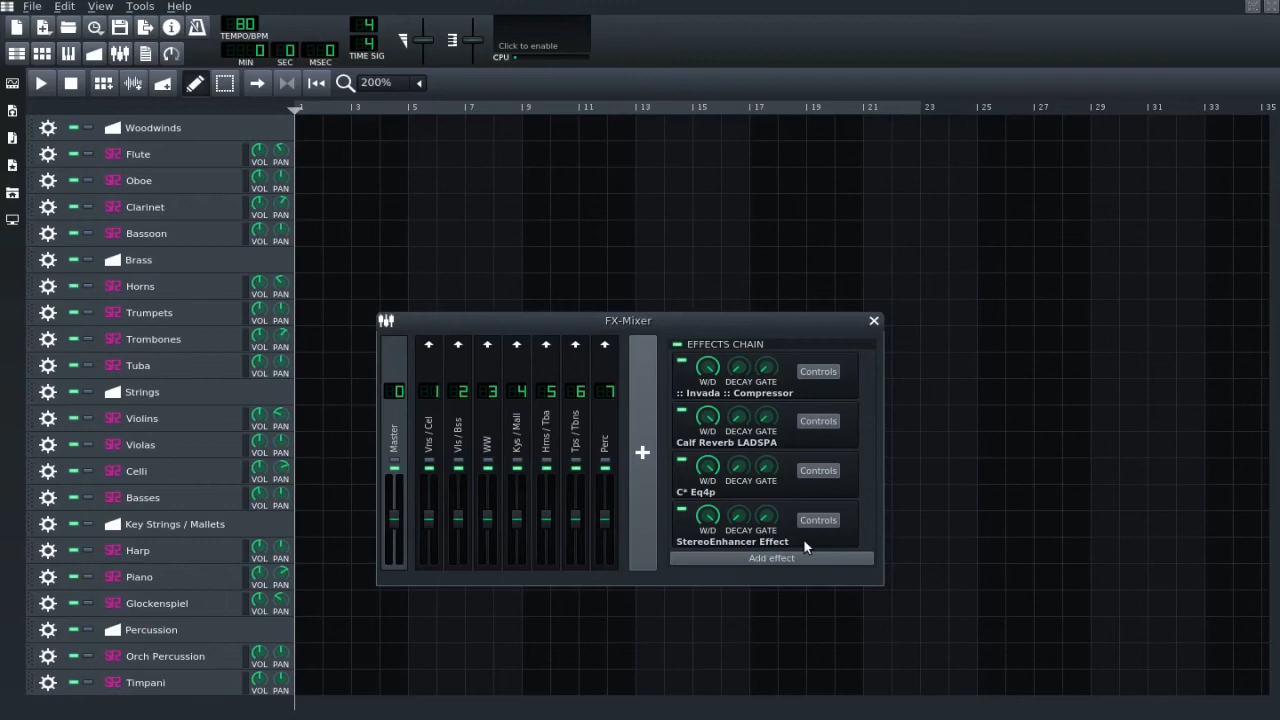 File Edit View Tools Help
80
TEMPO/BPM
0 0 0
MIN SEC MSEC
4
4
TIME SIG
Click to enable
CPU
200%
1 3 5 7 9 11 13 15 17 19 21 23 25 27 29 31 33 35
Woodwinds
Flute VOL PAN
Oboe VOL PAN
Clarinet VOL PAN
Bassoon VOL PAN
Brass
Horns VOL PAN
Trumpets VOL PAN
Trombones VOL PAN
Tuba VOL PAN
Strings
Violins VOL PAN
Violas VOL PAN
Celli VOL PAN
Basses VOL PAN
Key Strings / Mallets
Harp VOL PAN
Piano VOL PAN
Glockenspiel VOL PAN
Percussion
Orch Percussion VOL PAN
Timpani VOL PAN
FX-Mixer
0 1 2 3 4 5 6 7
Master
Vns / Cel
Vls / Bss
WW
Kys / Mall
Hrns / Tba
Tps / Tbns
Perc
EFFECTS CHAIN
W/D DECAY GATE Controls
:: Invada :: Compressor
W/D DECAY GATE Controls
Calf Reverb LADSPA
W/D DECAY GATE Controls
C* Eq4p
W/D DECAY GATE Controls
StereoEnhancer Effect
Add effect